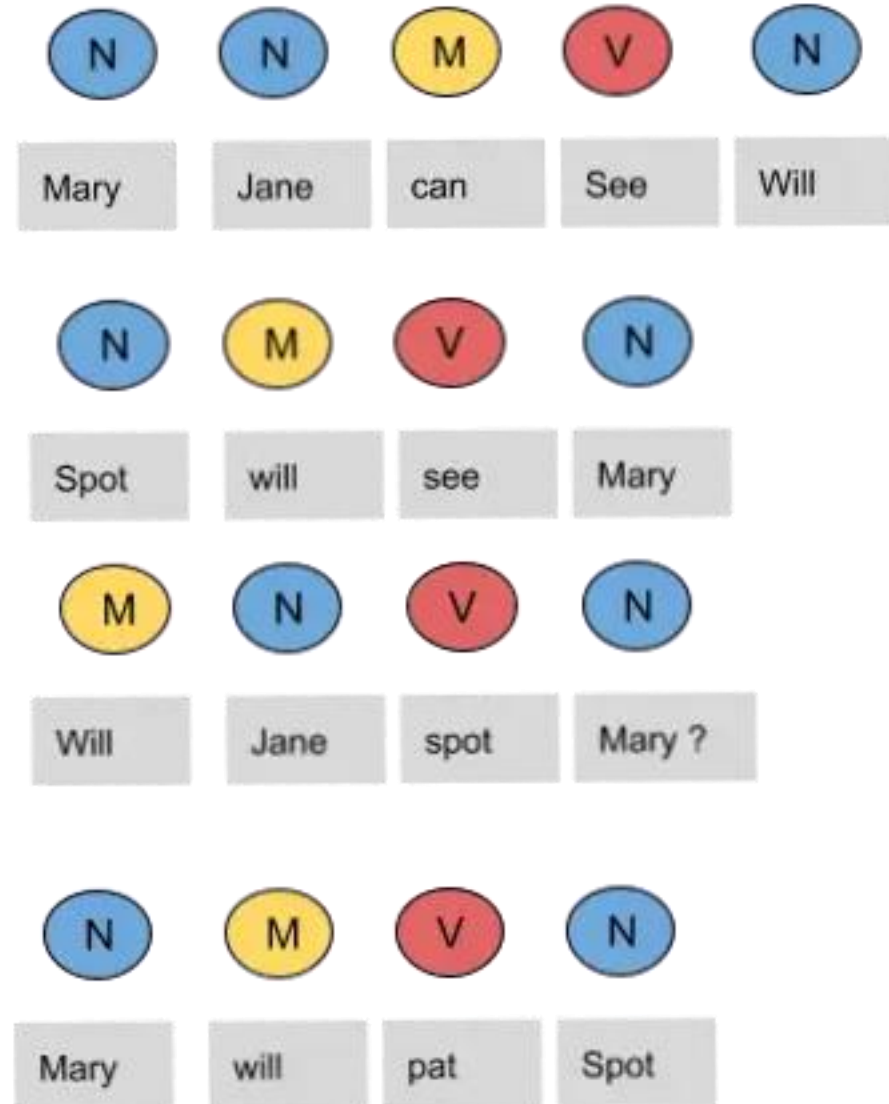 N N M V N
Mary Jane can See Will
N M V N
Spot will see Mary
M N V N
Will Jane spot Mary ?
N M V N
Mary will pat Spot